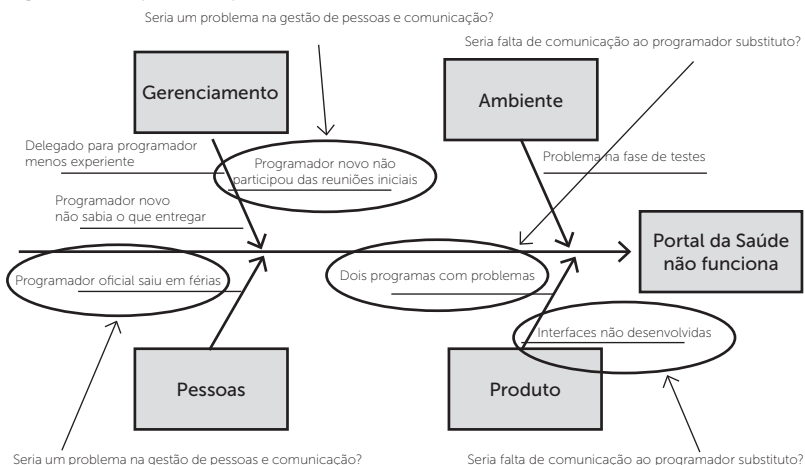 Seria um problema na gestão de pessoas e comunicação?
Seria falta de comunicação ao programador substituto?
Gerenciamento
Ambiente
Delegado para programador
menos experiente
Programador novo não
participou das reuniões iniciais
Problema na fase de testes
Programador novo
não sabia o que entregar
Portal da Saúde
não funciona
Programador oficial saiu em férias
Dois programas com problemas
Interfaces não desenvolvidas
Pessoas
Produto
Seria um problema na gestão de pessoas e comunicação?
Seria falta de comunicação ao programador substituto?